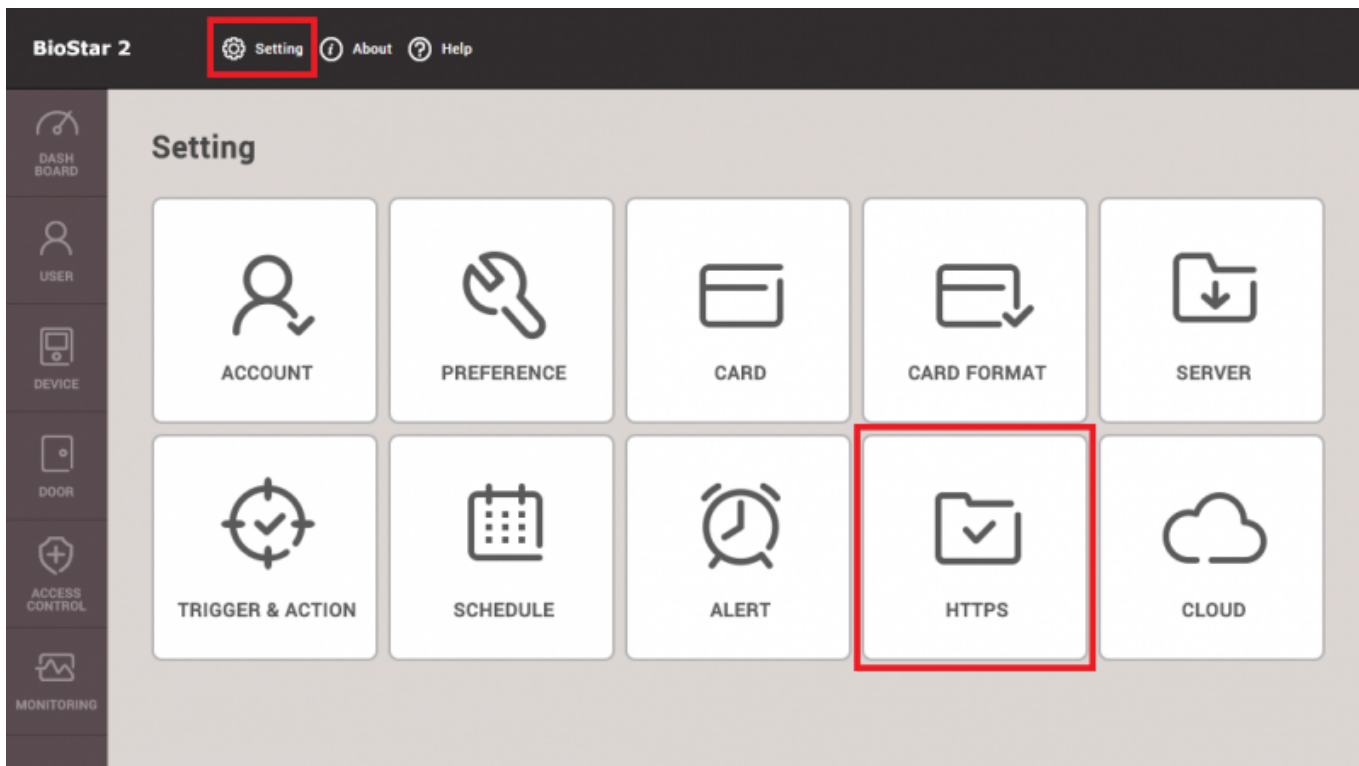 BioStar 2
Setting
About
Help
DASH
BOARD
USER
DEVICE
DOOR
ACCESS
CONTROL
MONITORING
Setting
ACCOUNT
PREFERENCE
CARD
CARD FORMAT
SERVER
TRIGGER & ACTION
SCHEDULE
ALERT
HTTPS
CLOUD